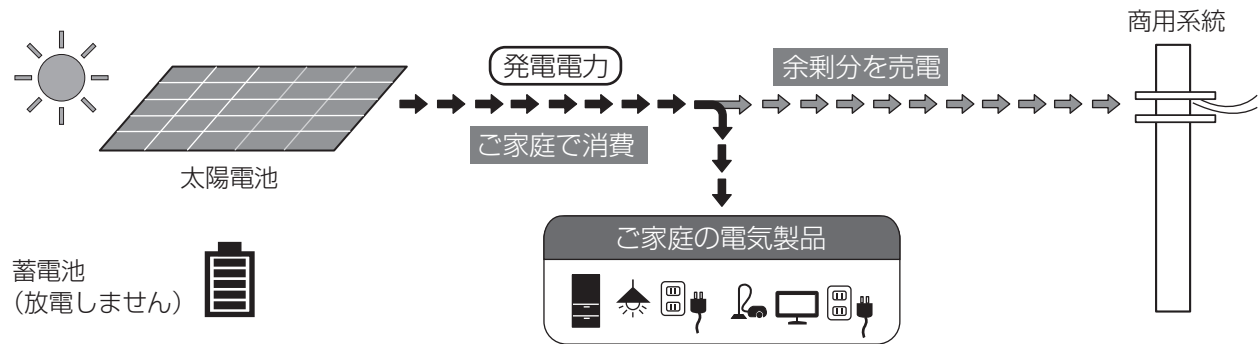 商用系統
発電電力
余剰分を売電
ご家庭で消費
太陽電池
ご家庭の電気製品
蓄電池
（放電しません）